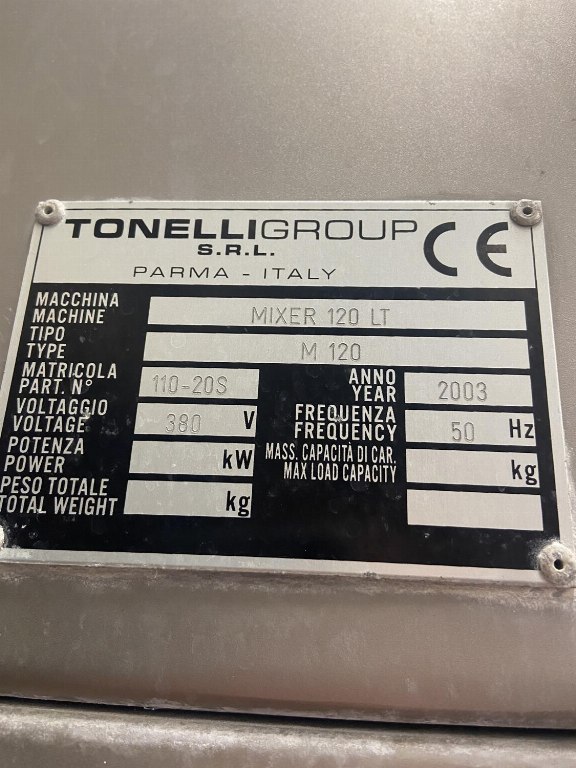 TONELLIGROUP
S.R.L.
PARMA - ITALY
CE
MACCHINA
MACHINE
MIXER 120 LT
TIPO
TYPE
M 120
MATRICOLA
PART. N°
110-20S
ANNO
YEAR
2003
VOLTAGGIO
VOLTAGE
380 V
FREQUENZA
FREQUENCY
50 Hz
POTENZA
POWER
kW
MASS. CAPACITÀ DI CAR.
MAX LOAD CAPACITY
kg
PESO TOTALE
TOTAL WEIGHT
kg